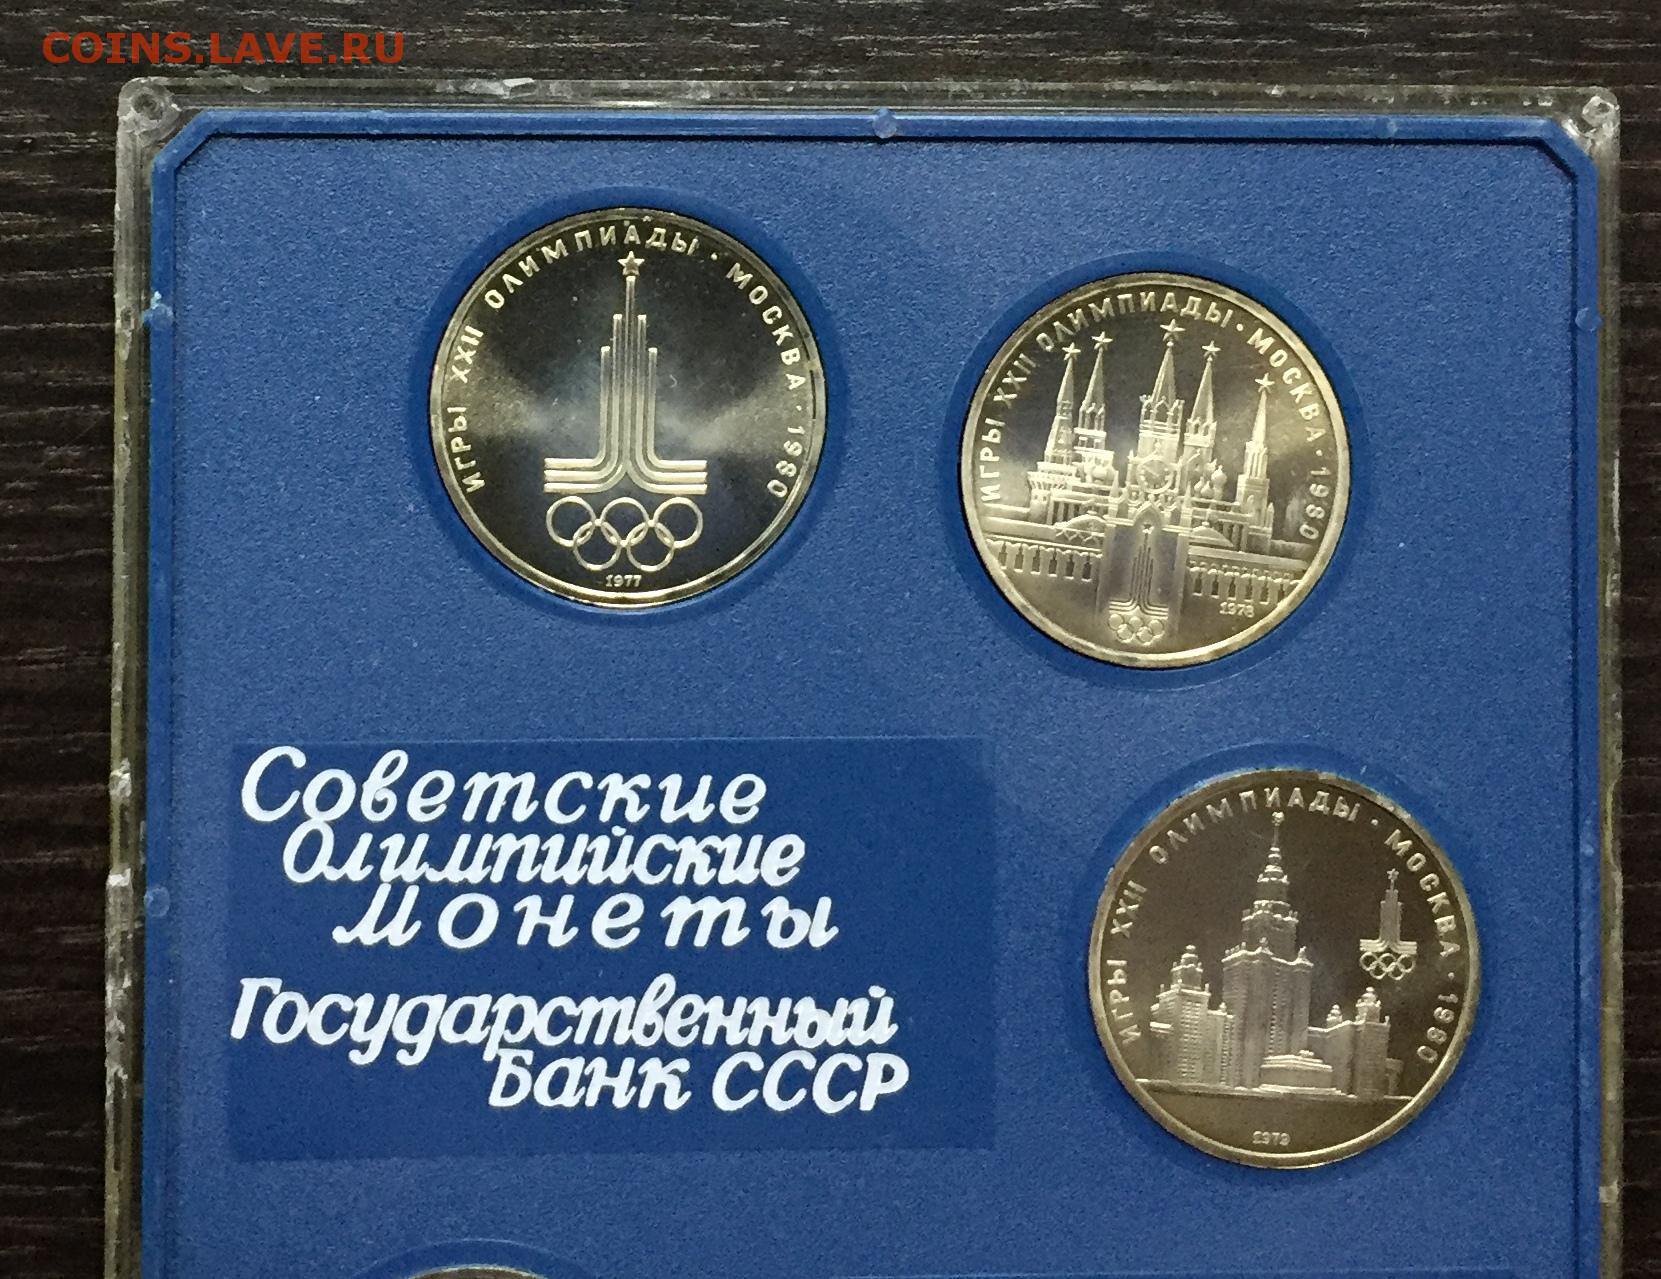 COINS.LAVE.RU
ИГРЫ XXII ОЛИМПИАДЫ · МОСКВА · 1980
1977
ИГРЫ XXII ОЛИМПИАДЫ · МОСКВА · 1980
1978
Советские
Олимпийские
монеты
Государственный
Банк СССР
ИГРЫ XXII ОЛИМПИАДЫ · МОСКВА · 1980
1979